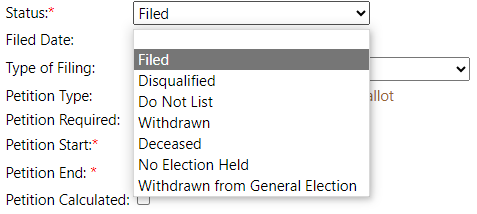 Status:* Filed
Filed Date:
Filed
Type of Filing:
Disqualified
Petition Type: Do Not List allot
Petition Required: Withdrawn
Petition Start:* Deceased
No Election Held
Petition End: *
Withdrawn from General Election
Petition Calculated: